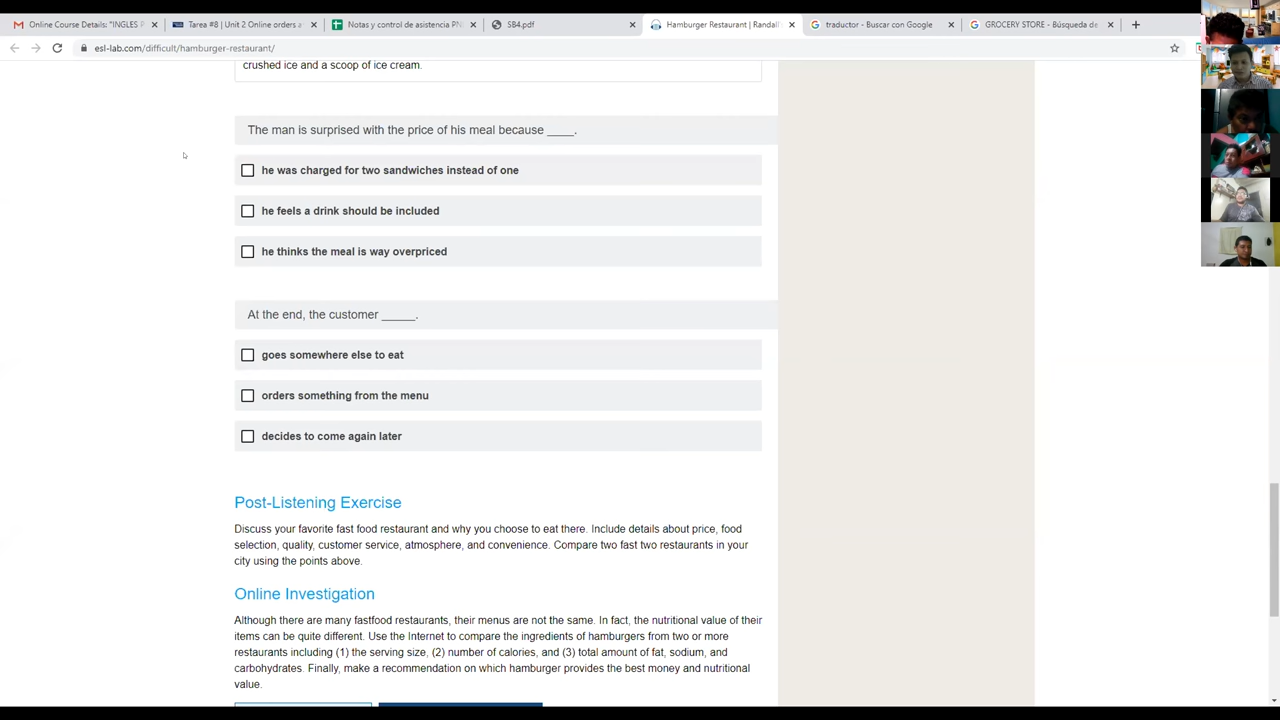 Online Course Details: "INGLES P
Tarea #8 | Unit 2 Online orders a
Notas y control de asistencia PN
SB4.pdf
Hamburger Restaurant | Randall
traductor - Buscar con Google
GROCERY STORE - Búsqueda de
esl-lab.com/difficult/hamburger-restaurant/
crushed ice and a scoop of ice cream.
The man is surprised with the price of his meal because ____.
he was charged for two sandwiches instead of one
he feels a drink should be included
he thinks the meal is way overpriced
At the end, the customer _____.
goes somewhere else to eat
orders something from the menu
decides to come again later
Post-Listening Exercise
Discuss your favorite fast food restaurant and why you choose to eat there. Include details about price, food
selection, quality, customer service, atmosphere, and convenience. Compare two fast two restaurants in your
city using the points above.
Online Investigation
Although there are many fastfood restaurants, their menus are not the same. In fact, the nutritional value of their
items can be quite different. Use the Internet to compare the ingredients of hamburgers from two or more
restaurants including (1) the serving size, (2) number of calories, and (3) total amount of fat, sodium, and
carbohydrates. Finally, make a recommendation on which hamburger provides the best money and nutritional
value.